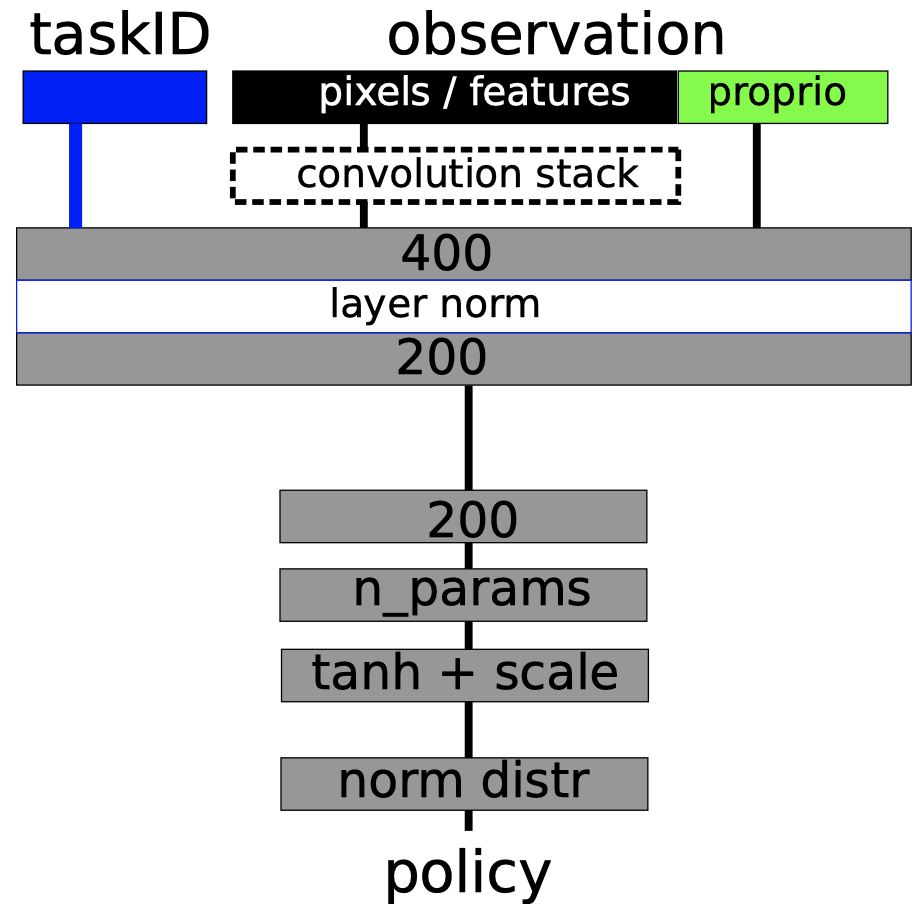 taskID
observation
pixels / features
proprio
convolution stack
400
layer norm
200
200
n_params
tanh + scale
norm distr
policy